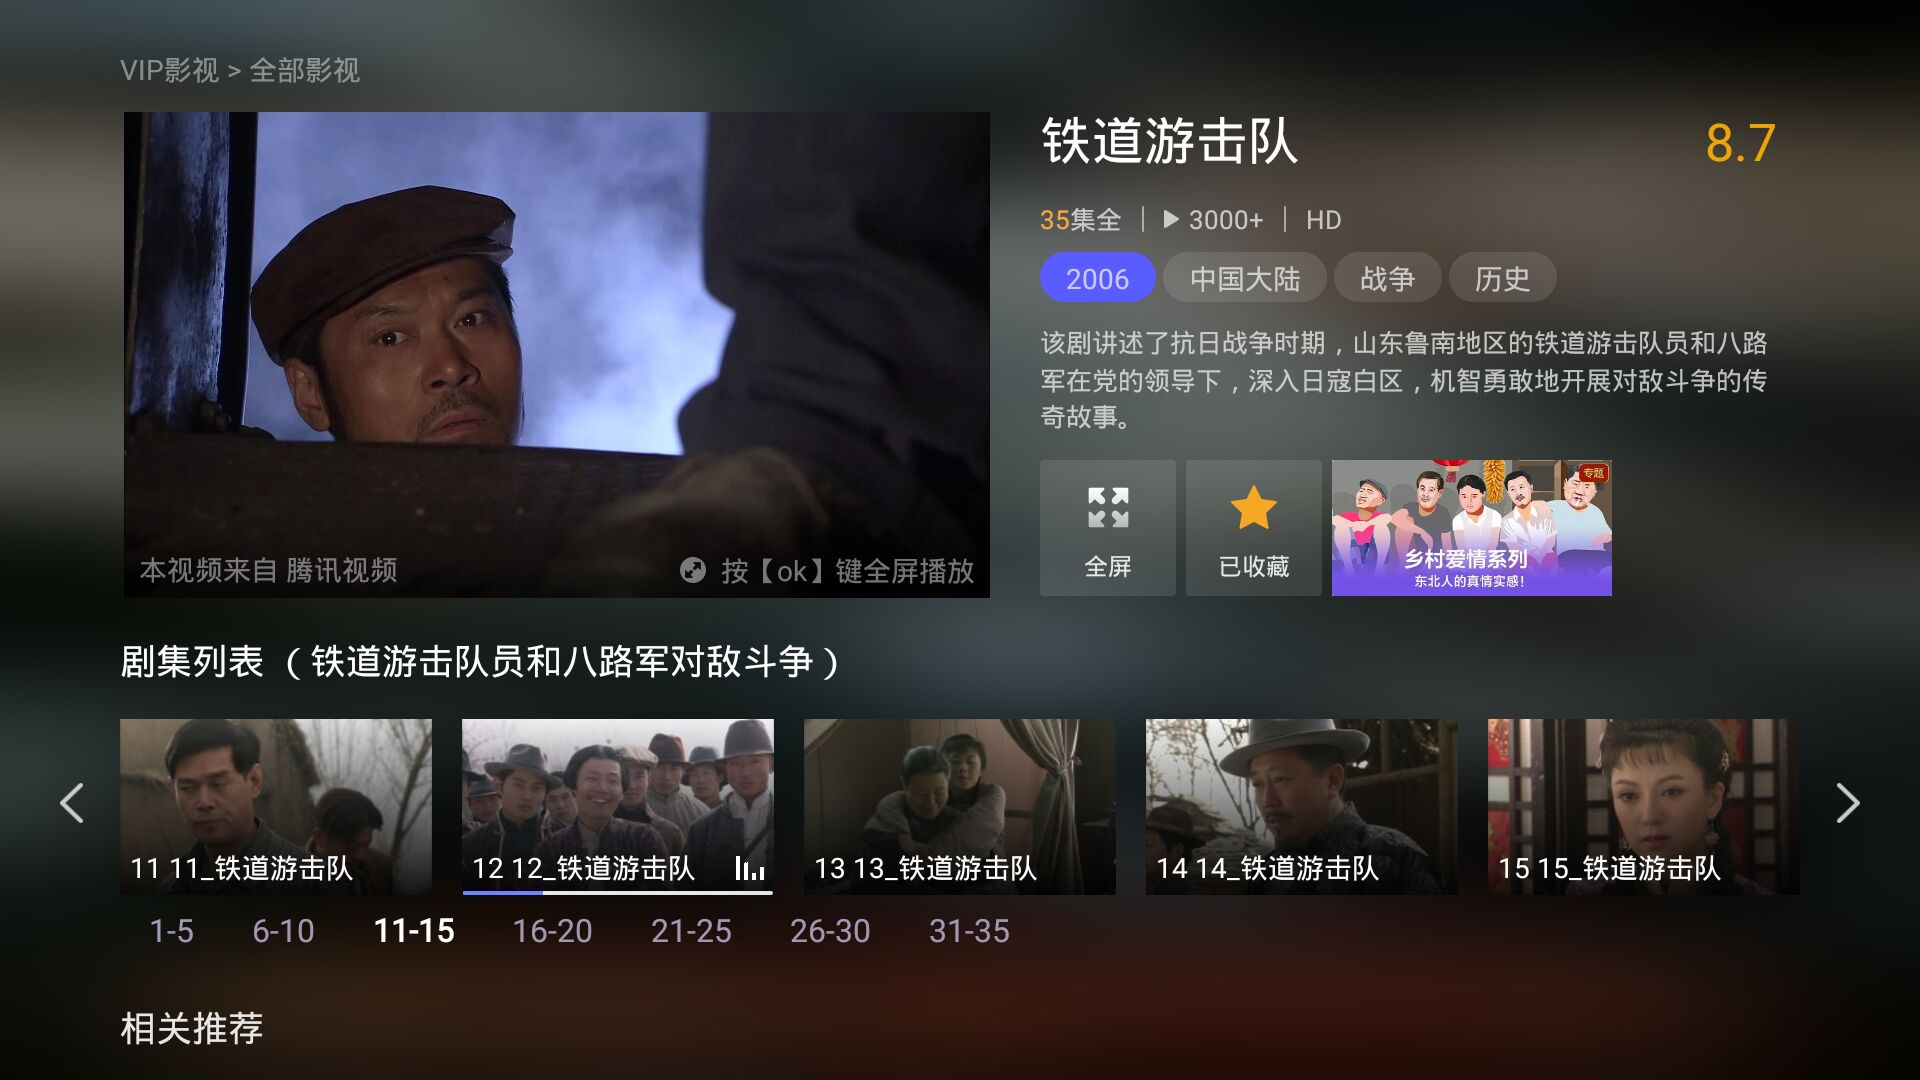 VIP影视 > 全部影视
铁道游击队
8.7
35集全 | 3000+ | HD
2006 中国大陆 战争 历史
该剧讲述了抗日战争时期，山东鲁南地区的铁道游击队员和八路
军在党的领导下，深入日寇白区，机智勇敢地开展对敌斗争的传
奇故事。
本视频来自 腾讯视频
按【ok】键全屏播放
全屏
已收藏
专题
乡村爱情系列
东北人的真情实感!
剧集列表 （铁道游击队员和八路军对敌斗争）
11 11_铁道游击队
12 12_铁道游击队
13 13_铁道游击队
14 14_铁道游击队
15 15_铁道游击队
1-5 6-10 11-15 16-20 21-25 26-30 31-35
相关推荐